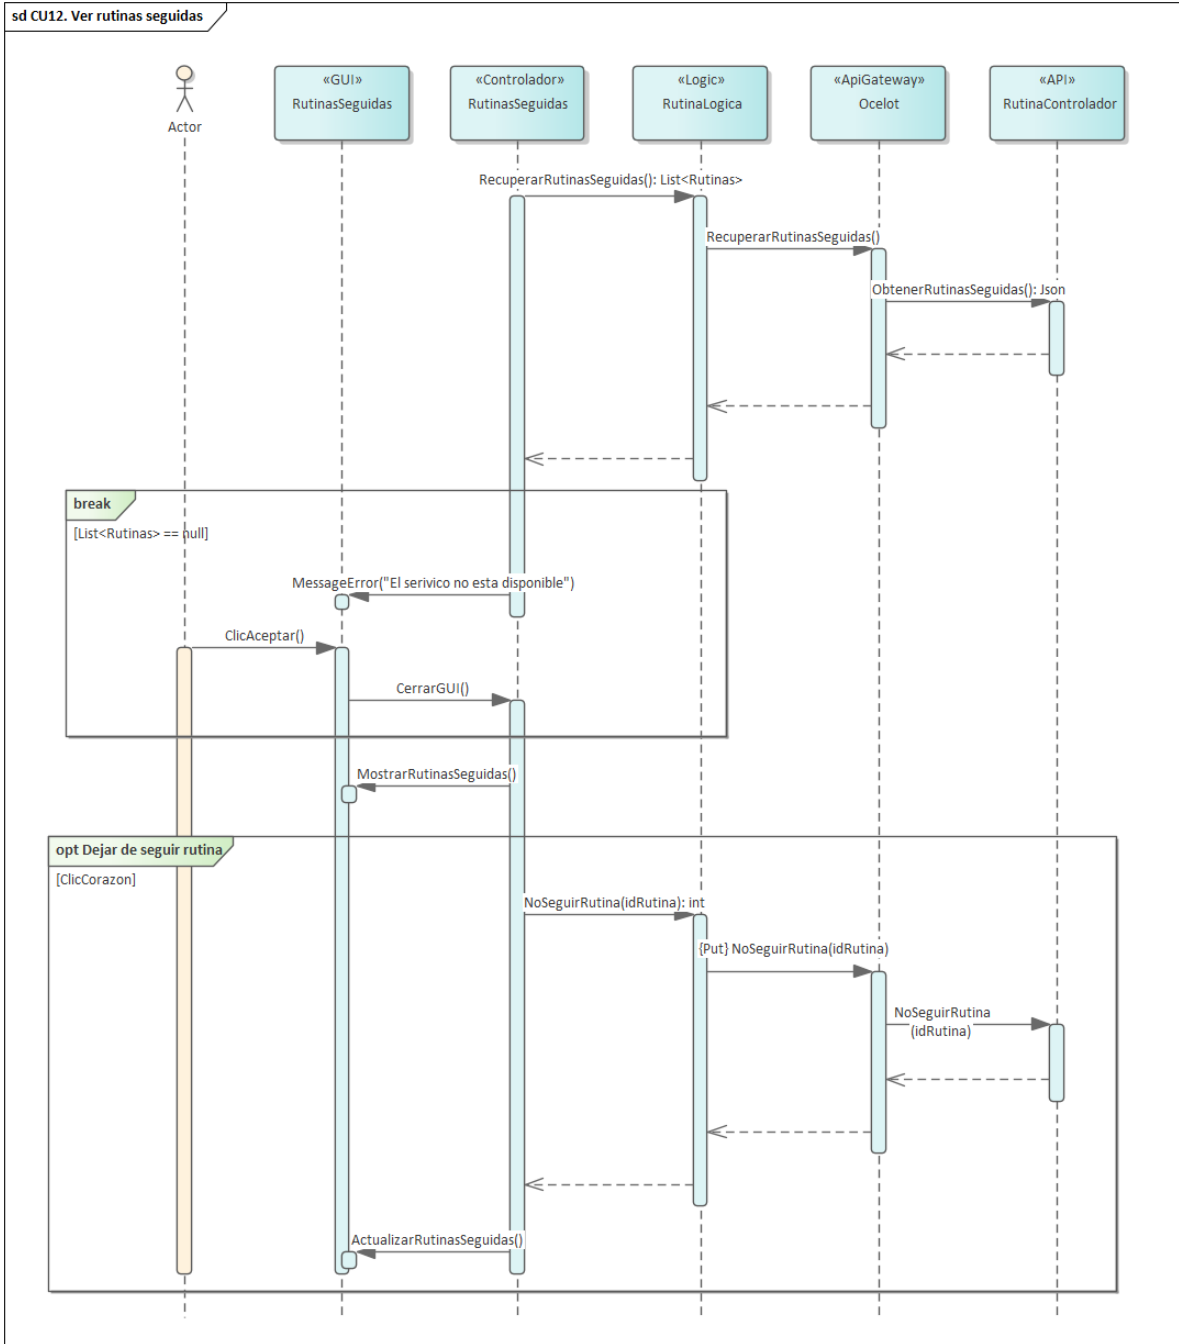 sd CU12. Ver rutinas seguidas
Actor
«GUI»
RutinasSeguidas
«Controlador»
RutinasSeguidas
«Logic»
RutinaLogica
«ApiGateway»
Ocelot
«API»
RutinaControlador
RecuperarRutinasSeguidas(): List<Rutinas>
RecuperarRutinasSeguidas()
ObtenerRutinasSeguidas(): Json
break
[List<Rutinas> == null]
MessageError("El serivico no esta disponible")
ClicAceptar()
CerrarGUI()
MostrarRutinasSeguidas()
opt Dejar de seguir rutina
[ClicCorazon]
NoSeguirRutina(idRutina): int
{Put} NoSeguirRutina(idRutina)
NoSeguirRutina
(idRutina)
ActualizarRutinasSeguidas()